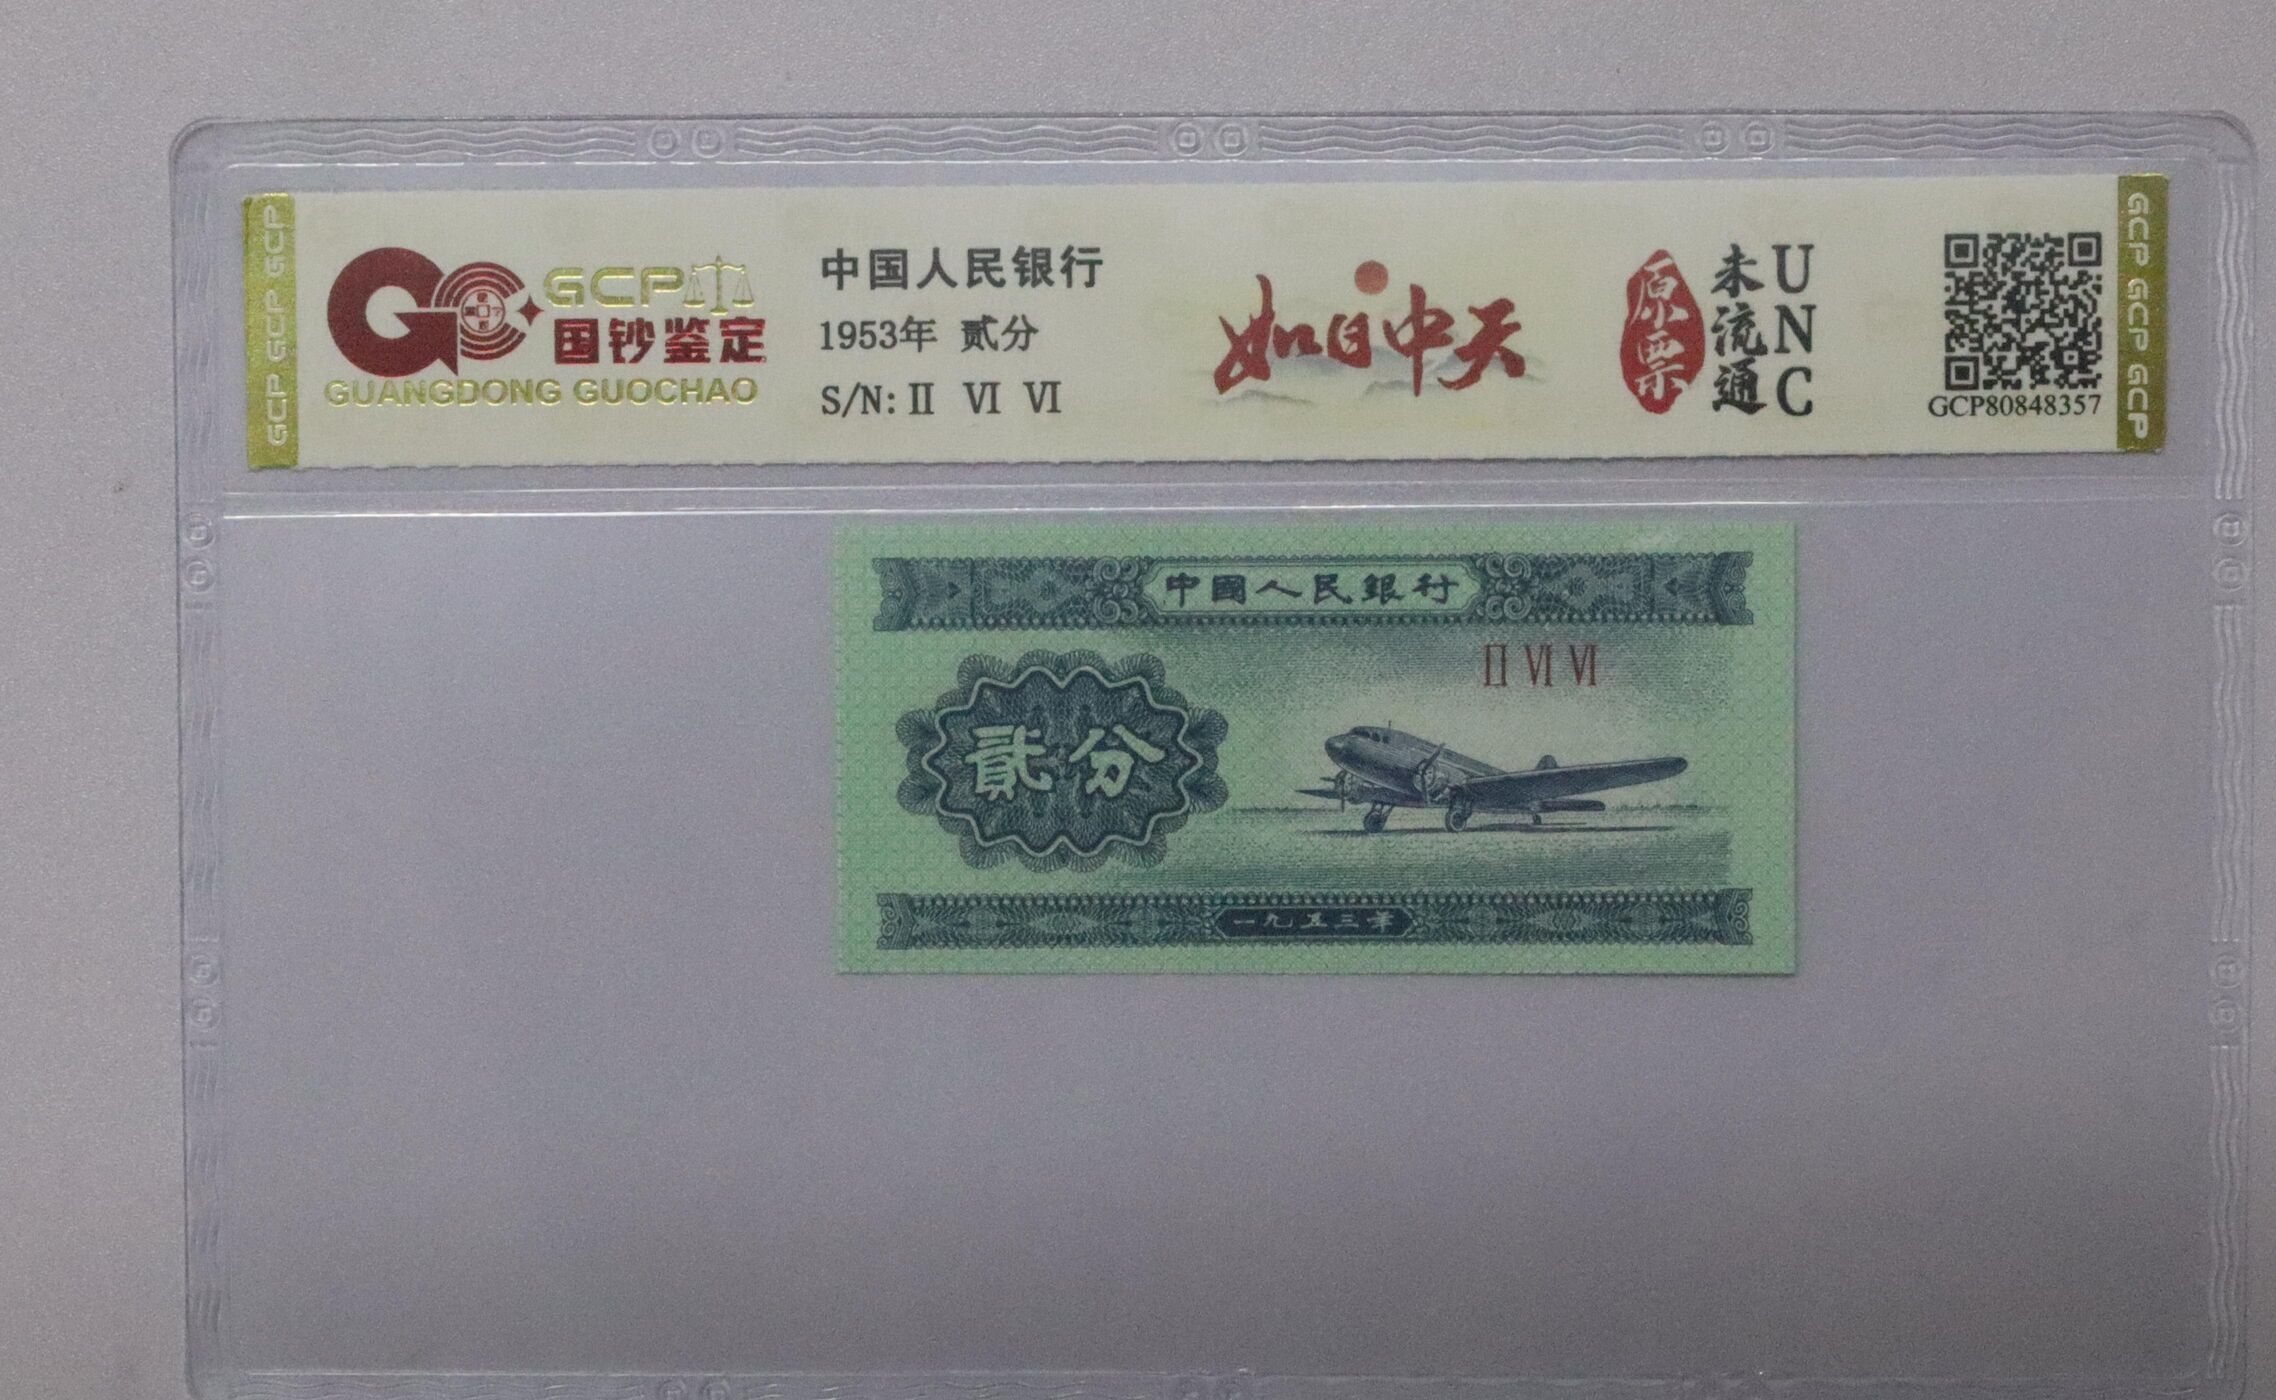 GCP GCP GCP
GCP
国钞鉴定
GUANGDONG GUOCHAO
中国人民银行
1953年 贰分
S/N: II VI VI
如日中天
原票
未流通
UNC
GCP80848357
GCP GCP GCP
中國人民銀行
II VI VI
貳分
一九五三年